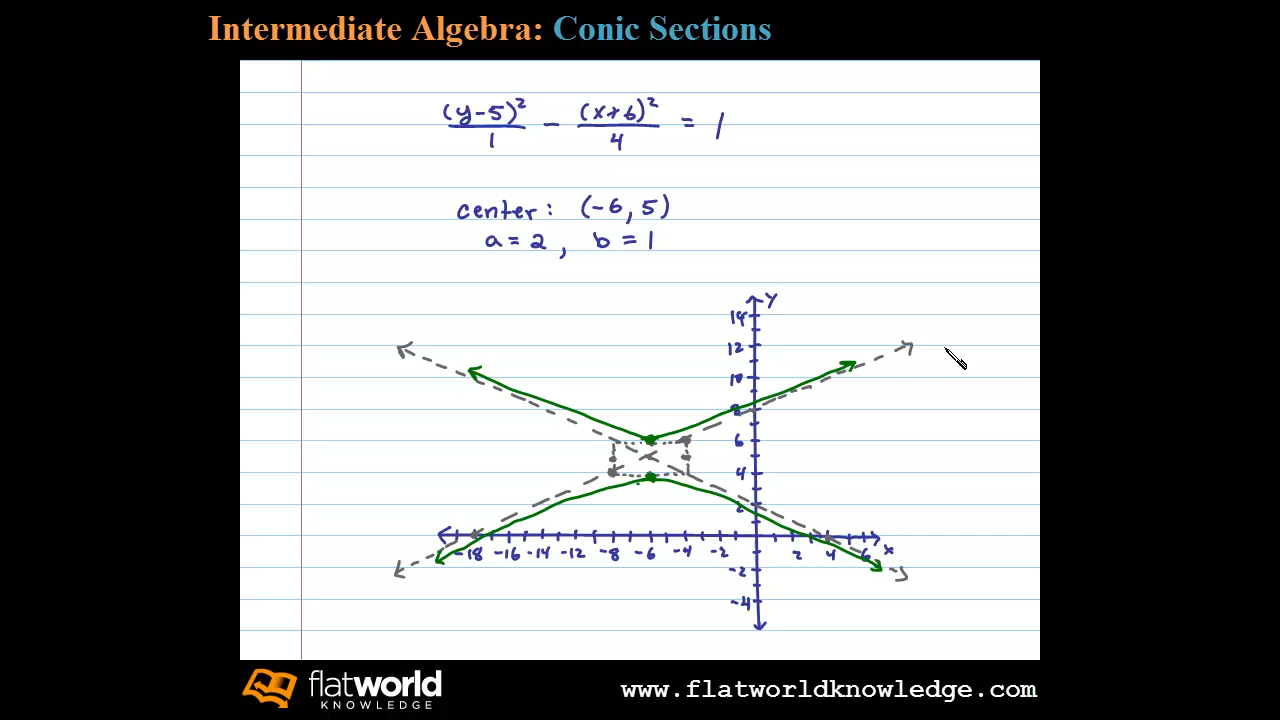 Intermediate Algebra: Conic Sections
(y-5)²/1 - (x+6)²/4 = 1
center: (-6, 5)
a = 2, b = 1
Y
14
12
10
8
6
4
2
-18 -16 -14 -12 -10 -8 -6 -4 -2 2 4 6 x
-2
-4
flatworld
KNOWLEDGE
www.flatworldknowledge.com